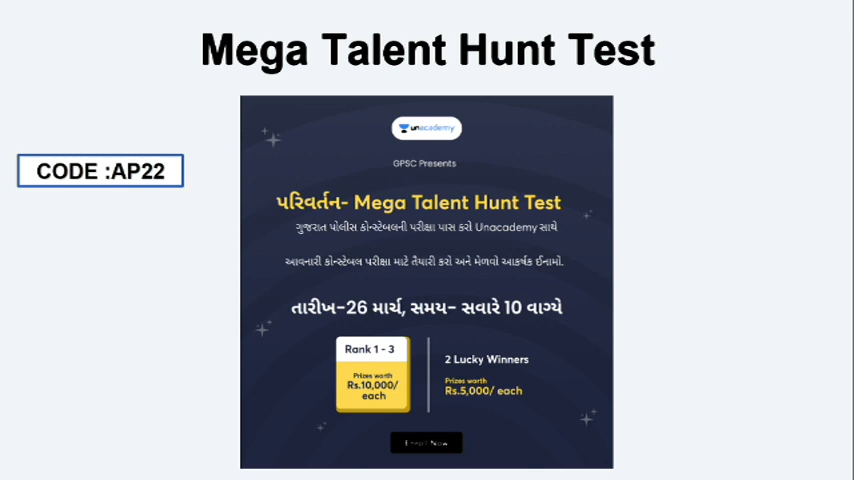 Mega Talent Hunt Test
CODE :AP22
unacademy
GPSC Presents
પરિવર્તન- Mega Talent Hunt Test
ગુજરાત પોલીસ કોન્સ્ટેબલની પરીક્ષા પાસ કરો Unacademy સાથે
આવનારી કોન્સ્ટેબલ પરીક્ષા માટે તૈયારી કરો અને મેળવો આકર્ષક ઈનામો.
તારીખ-26 માર્ચ, સમય- સવારે 10 વાગ્યે
Rank 1 - 3
Prizes worth
Rs.10,000/
each
2 Lucky Winners
Prizes worth
Rs.5,000/ each
Enroll Now